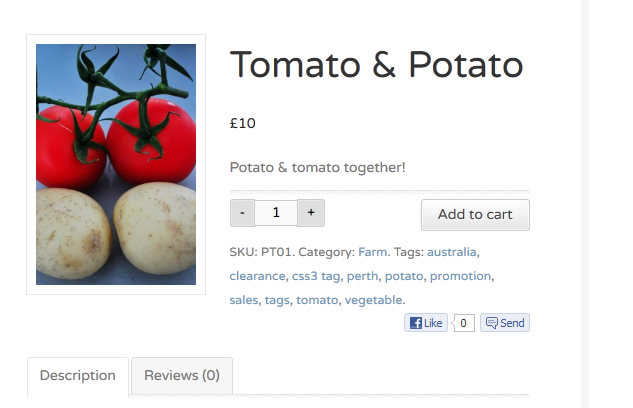 Tomato & Potato
£10
Potato & tomato together!
- 1 +
Add to cart
SKU: PT01. Category: Farm. Tags: australia,
clearance, css3 tag, perth, potato, promotion,
sales, tags, tomato, vegetable.
Like 0 Send
Description Reviews (0)